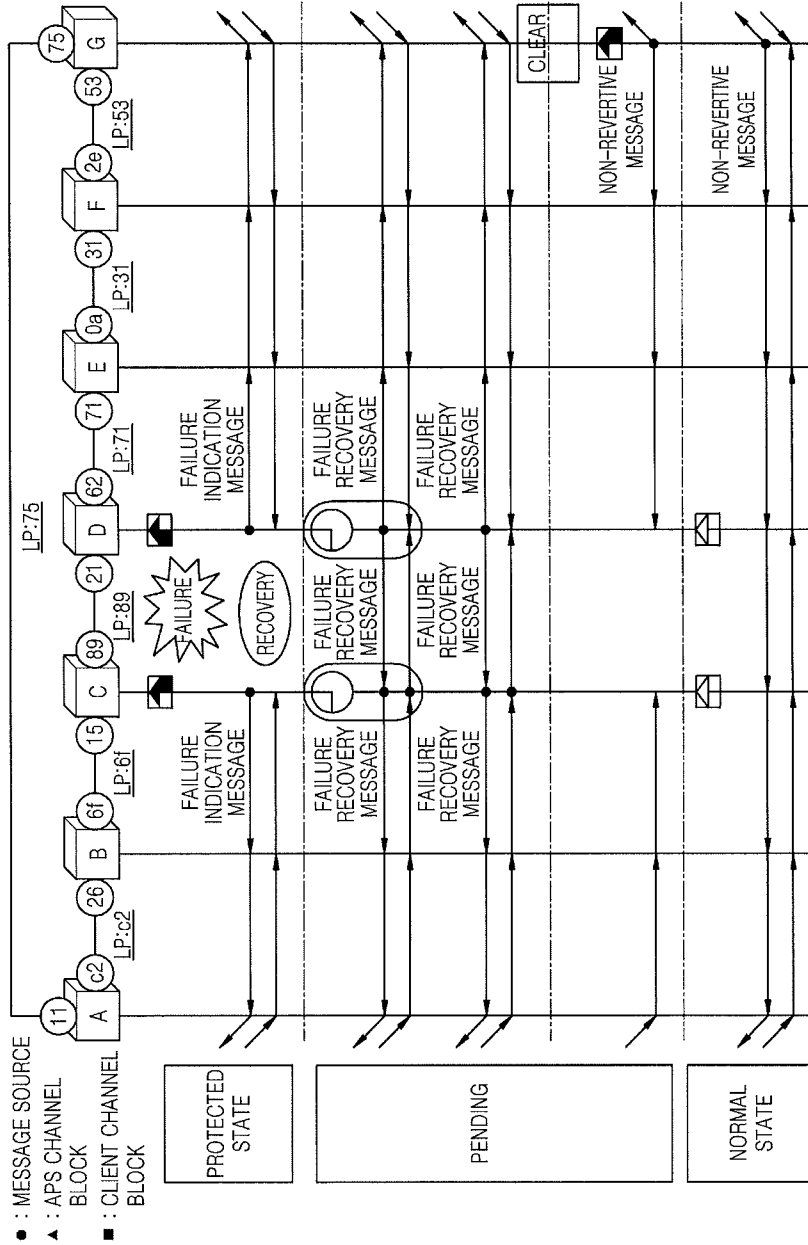 ● : MESSAGE SOURCE
▲ : APS CHANNEL
BLOCK
■ : CLIENT CHANNEL
BLOCK
LP:75
11
A
c2
LP:c2
26
B
6f
LP:6f
15
C
89
LP:89
21
D
62
LP:71
71
E
0a
LP:31
31
F
2e
LP:53
53
G
75
PROTECTED
STATE
FAILURE
RECOVERY
FAILURE
INDICATION
MESSAGE
FAILURE
INDICATION
MESSAGE
PENDING
FAILURE
RECOVERY
MESSAGE
FAILURE
RECOVERY
MESSAGE
FAILURE
RECOVERY
MESSAGE
FAILURE
RECOVERY
MESSAGE
FAILURE
RECOVERY
MESSAGE
FAILURE
RECOVERY
MESSAGE
CLEAR
NON-REVERTIVE
MESSAGE
NORMAL
STATE
NON-REVERTIVE
MESSAGE